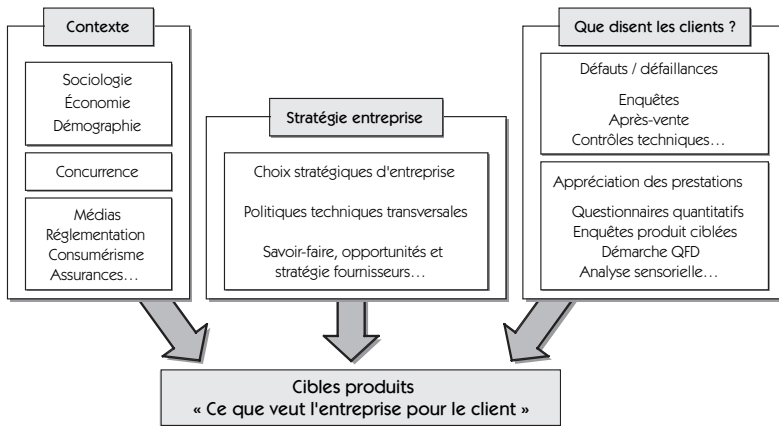 Contexte
Sociologie
Économie
Démographie
Concurrence
Médias
Réglementation
Consumérisme
Assurances…
Stratégie entreprise
Choix stratégiques d'entreprise
Politiques techniques transversales
Savoir-faire, opportunités et
stratégie fournisseurs…
Que disent les clients ?
Défauts / défaillances
Enquêtes
Après-vente
Contrôles techniques…
Appréciation des prestations
Questionnaires quantitatifs
Enquêtes produit ciblées
Démarche QFD
Analyse sensorielle…
Cibles produits
« Ce que veut l'entreprise pour le client »